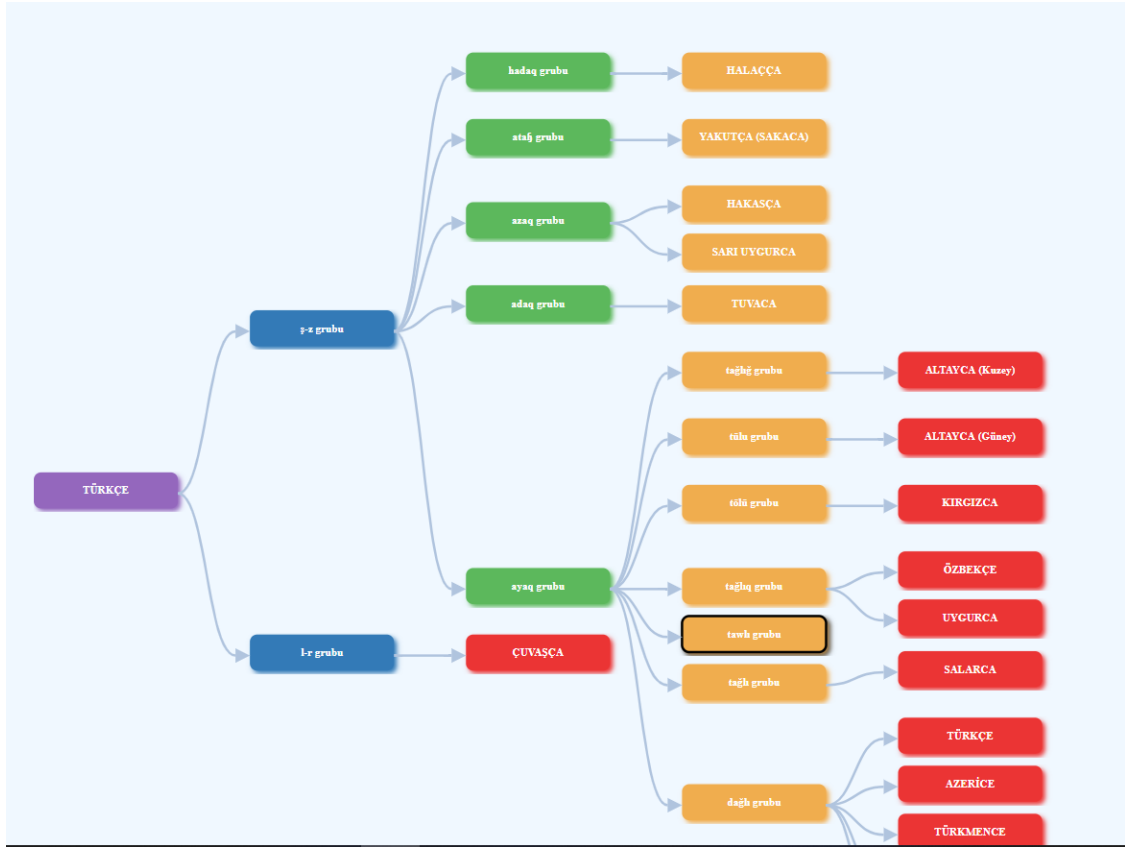 hadaq grubu
HALAÇÇA
ataḫ grubu
YAKUTÇA (SAKACA)
azaq grubu
HAKASÇA
SARI UYGURCA
adaq grubu
TUVACA
ş-z grubu
tağlığ grubu
ALTAYCA (Kuzey)
tūlu grubu
ALTAYCA (Güney)
TÜRKÇE
tölü grubu
KIRGIZCA
ayaq grubu
tağlıq grubu
ÖZBEKÇE
UYGURCA
tawlı grubu
l-r grubu
ÇUVAŞÇA
tağlı grubu
SALARCA
dağlı grubu
TÜRKÇE
AZERİCE
TÜRKMENCE